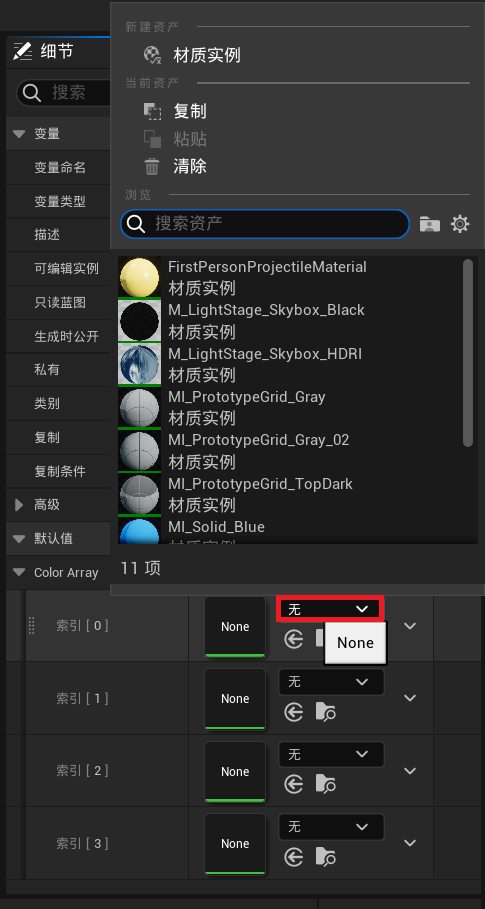 新建资产
细节
材质实例
当前资产
搜索
复制
变量
粘贴
变量命名
清除
变量类型
浏览
描述
搜索资产
可编辑实例
FirstPersonProjectileMaterial
材质实例
只读蓝图
M_LightStage_Skybox_Black
材质实例
生成时公开
M_LightStage_Skybox_HDRI
私有
材质实例
类别
MI_PrototypeGrid_Gray
材质实例
复制
MI_PrototypeGrid_Gray_02
材质实例
复制条件
MI_PrototypeGrid_TopDark
高级
材质实例
默认值
MI_Solid_Blue
材质实例
Color Array
11 项
索引 [ 0 ]
None
无
None
索引 [ 1 ]
None
无
索引 [ 2 ]
None
无
索引 [ 3 ]
None
无